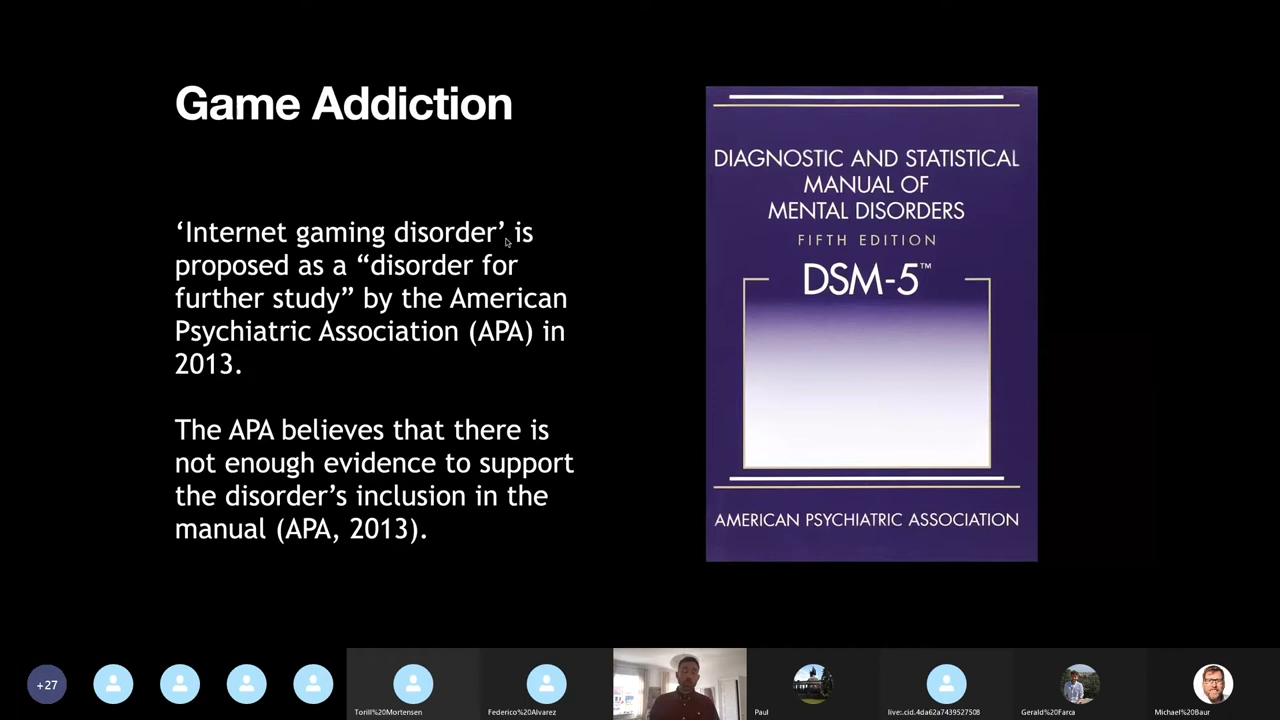 Game Addiction
‘Internet gaming disorder’ is
proposed as a “disorder for
further study” by the American
Psychiatric Association (APA) in
2013.
The APA believes that there is
not enough evidence to support
the disorder’s inclusion in the
manual (APA, 2013).
DIAGNOSTIC AND STATISTICAL
MANUAL OF
MENTAL DISORDERS
FIFTH EDITION
DSM-5™
AMERICAN PSYCHIATRIC ASSOCIATION
+27
Torill%20Mortensen
Federico%20Alvarez
Paul
live:.cid.4da62a7439527508
Gerald%20Farca
Michael%20Baur